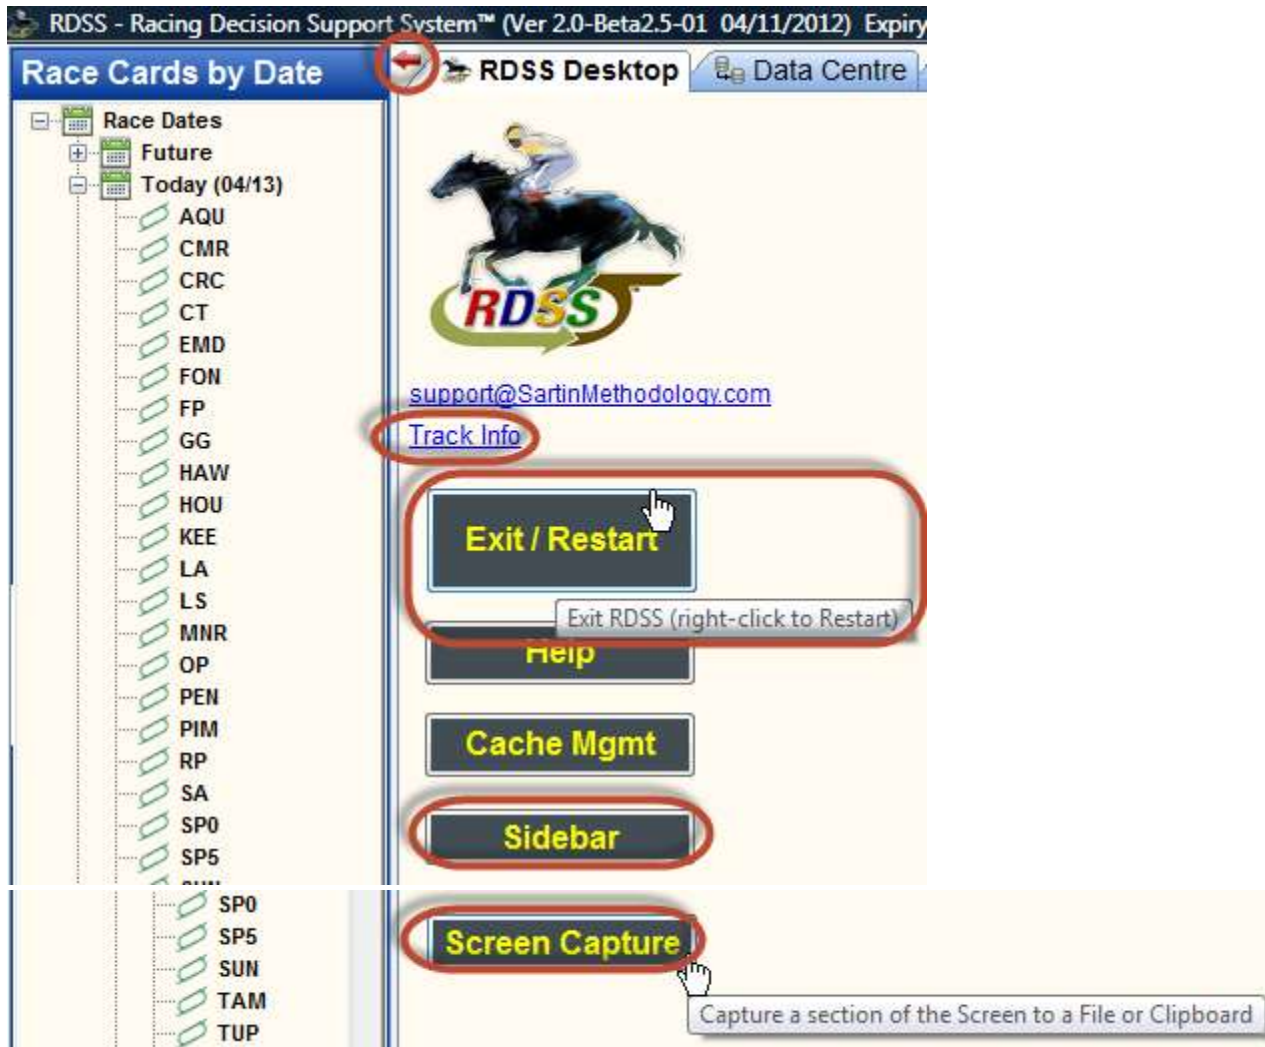 RDSS - Racing Decision Support System™ (Ver 2.0-Beta2.5-01 04/11/2012) Expiry
Race Cards by Date
RDSS Desktop
Data Centre
Race Dates
Future
Today (04/13)
AQU
CMR
CRC
CT
EMD
FON
FP
GG
HAW
HOU
KEE
LA
LS
MNR
OP
PEN
PIM
RP
SA
SP0
SP5
SP0
SP5
SUN
TAM
TUP
RDSS
support@SartinMethodology.com
Track Info
Exit / Restart
Exit RDSS (right-click to Restart)
Help
Cache Mgmt
Sidebar
Screen Capture
Capture a section of the Screen to a File or Clipboard